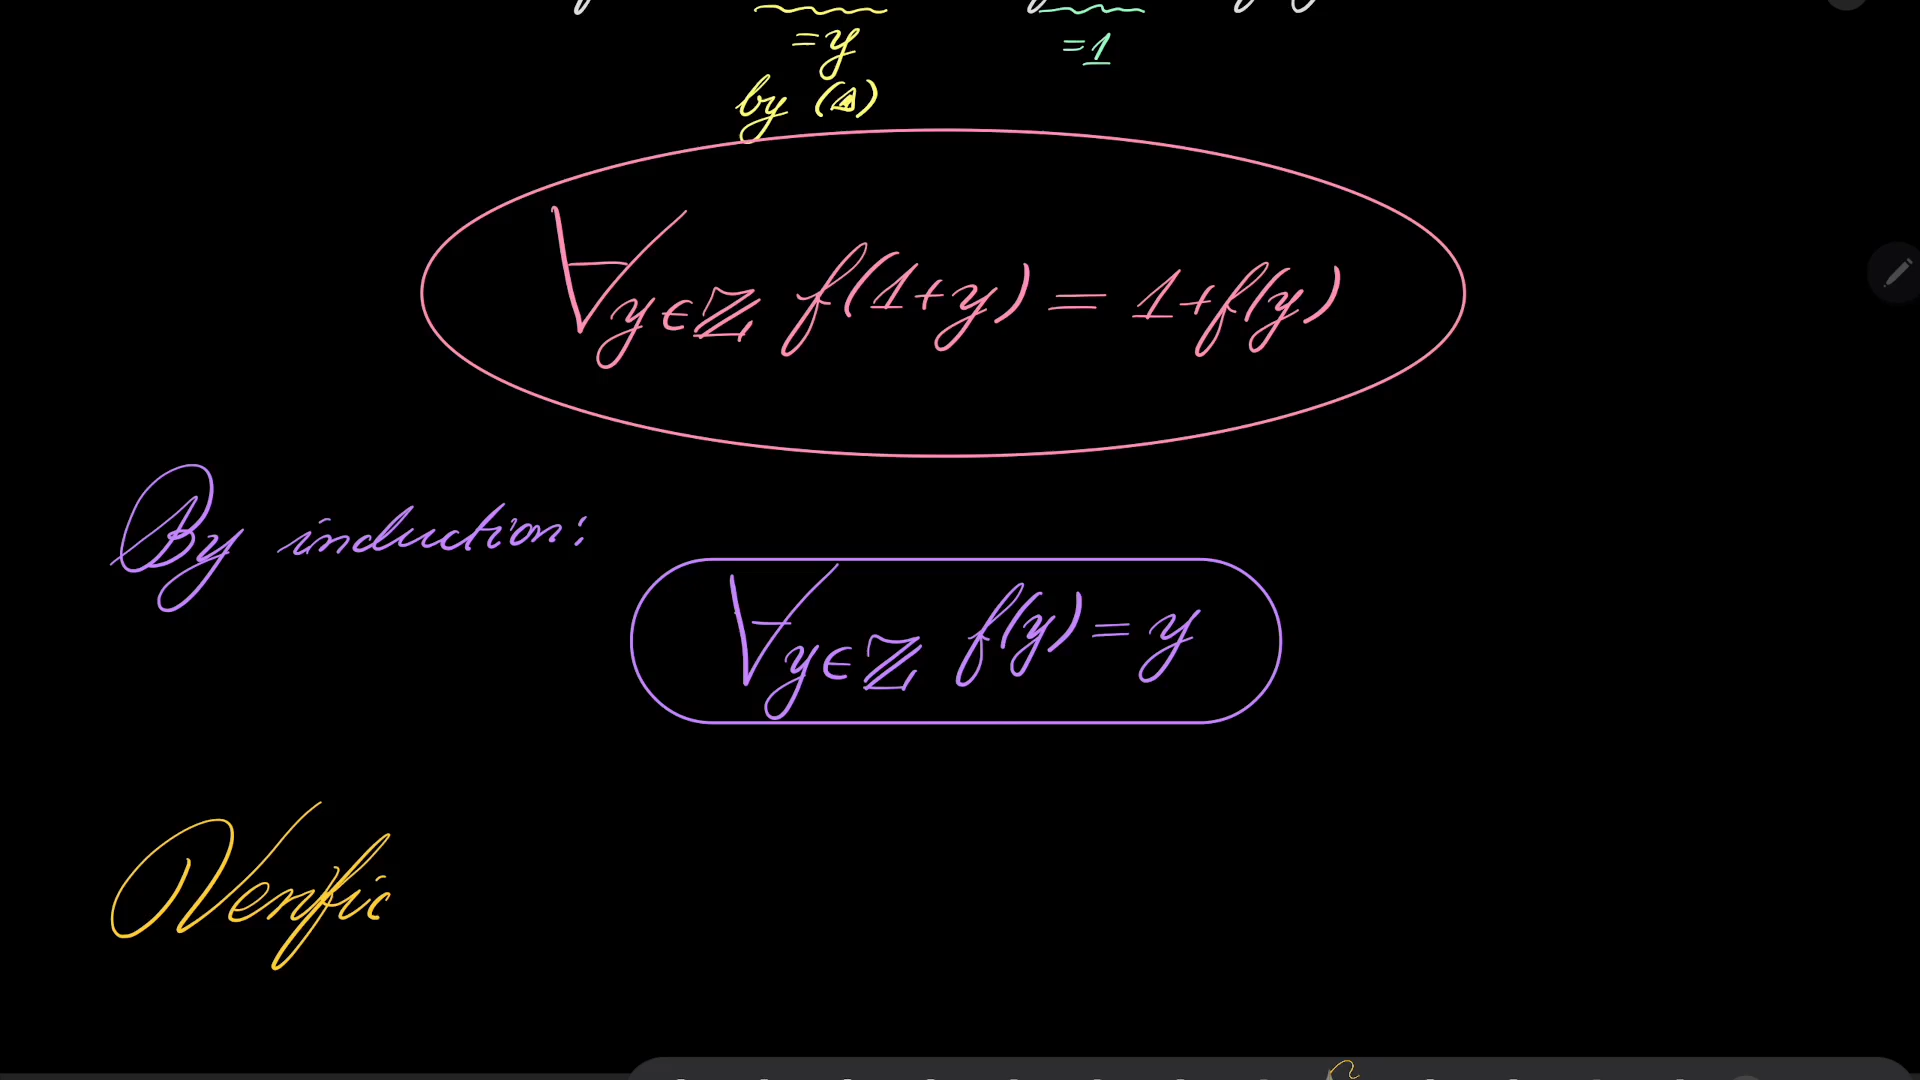 =y =1
by (△)
∀y∈ℤ f(1+y) = 1+f(y)
By induction:
∀y∈ℤ f(y) = y
Verific